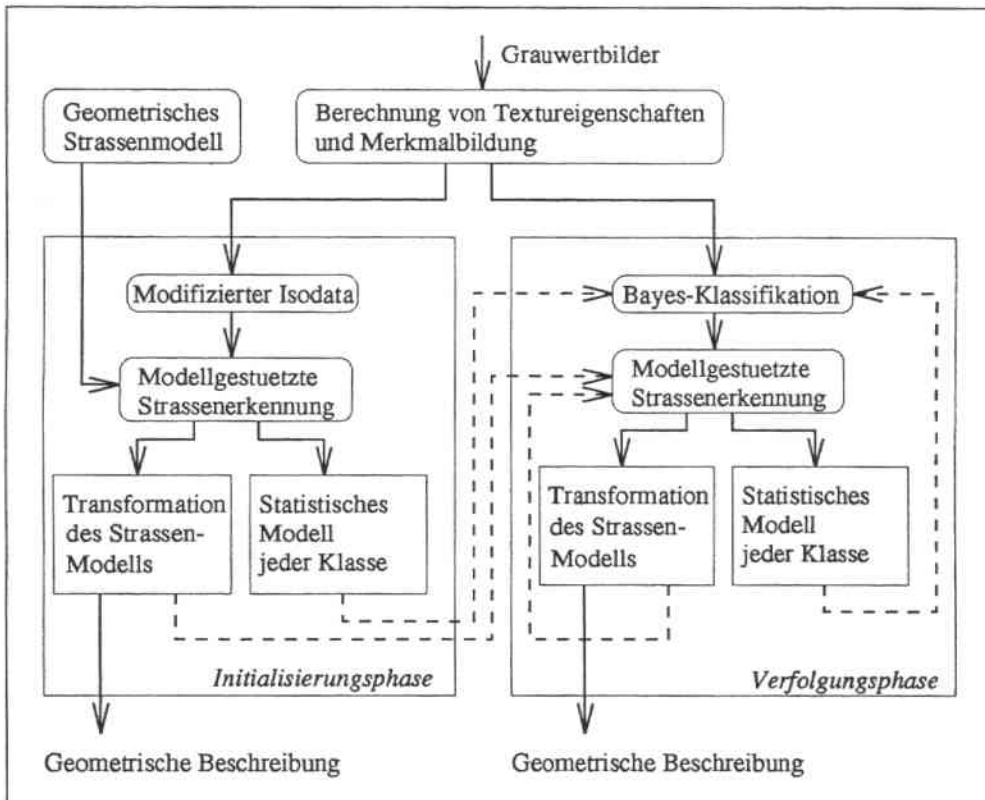 Grauwertbilder
Geometrisches
Strassenmodell
Berechnung von Textureigenschaften
und Merkmalbildung
Modifizierter Isodata
Modellgestuetzte
Strassenerkennung
Transformation
des Strassen-
Modells
Statistisches
Modell
jeder Klasse
Initialisierungsphase
Geometrische Beschreibung
Bayes-Klassifikation
Modellgestuetzte
Strassenerkennung
Transformation
des Strassen-
Modells
Statistisches
Modell
jeder Klasse
Verfolgungsphase
Geometrische Beschreibung